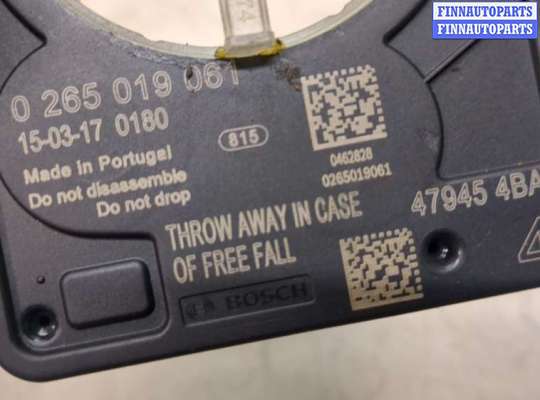 FINNAUTOPARTS
FINNAUTOPARTS
74
0 265 019 061
15-03-17 0180
815
Made in Portugal
Do not disassemble
Do not drop
0462828
0265019061
THROW AWAY IN CASE
OF FREE FALL
47945 4BA
BOSCH